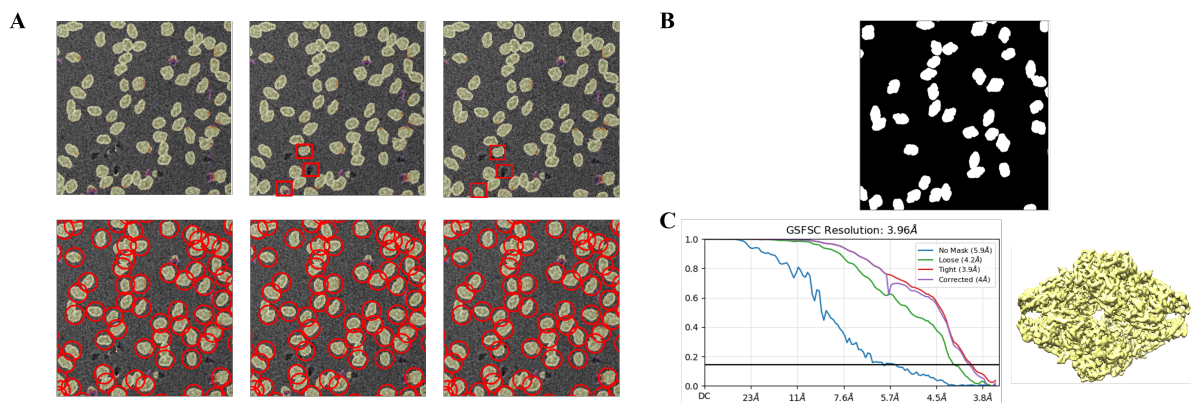 A
B
C
GSFSC Resolution: 3.96Å
No Mask (5.9Å)
Loose (4.2Å)
Tight (3.9Å)
Corrected (4Å)
1.0
0.8
0.6
0.4
0.2
0.0
DC 23Å 11Å 7.6Å 5.7Å 4.5Å 3.8Å